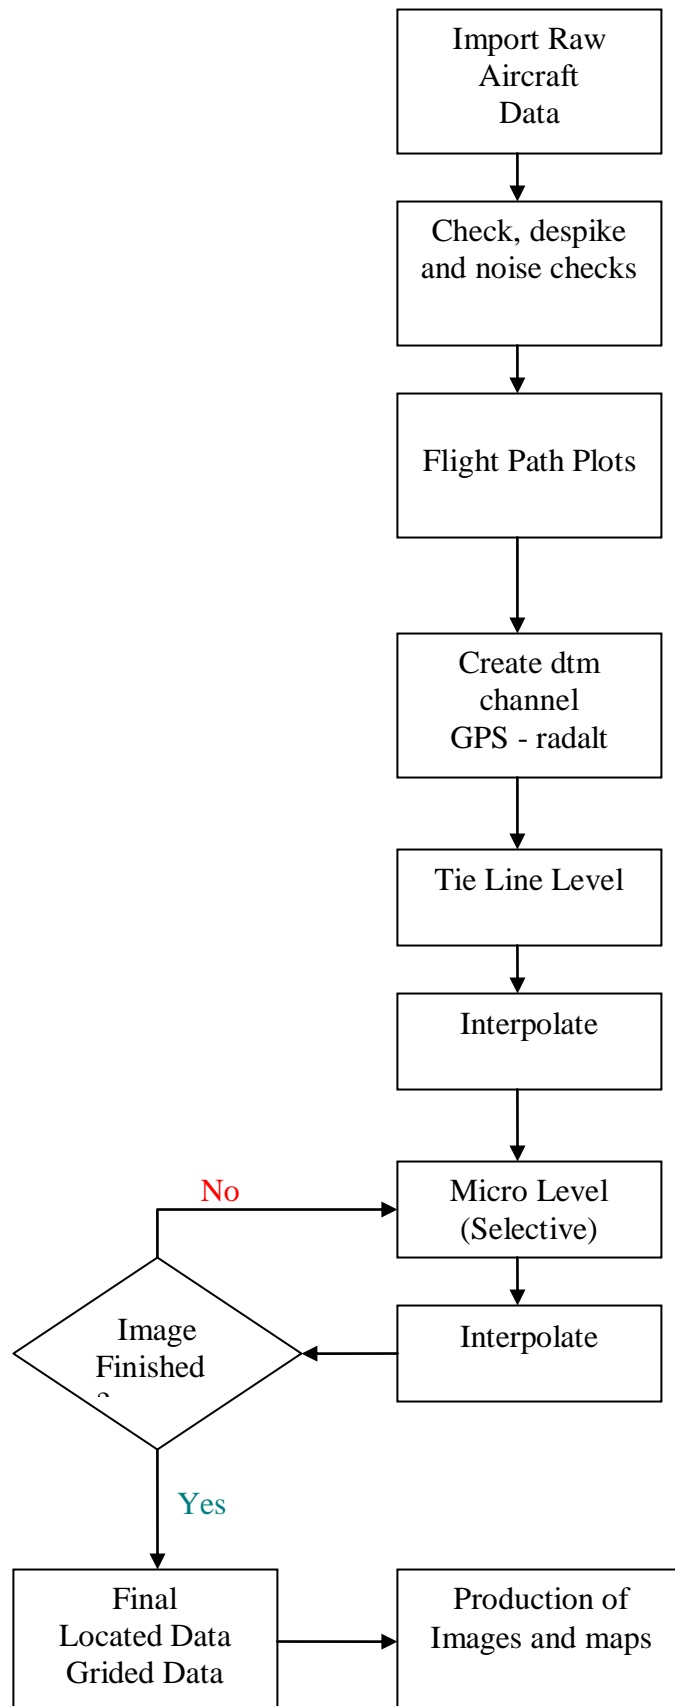 Import Raw
Aircraft
Data
Check, despike
and noise checks
Flight Path Plots
Create dtm
channel
GPS - radalt
Tie Line Level
Interpolate
Micro Level
(Selective)
No
Interpolate
Image
Finished
?
Yes
Final
Located Data
Grided Data
Production of
Images and maps